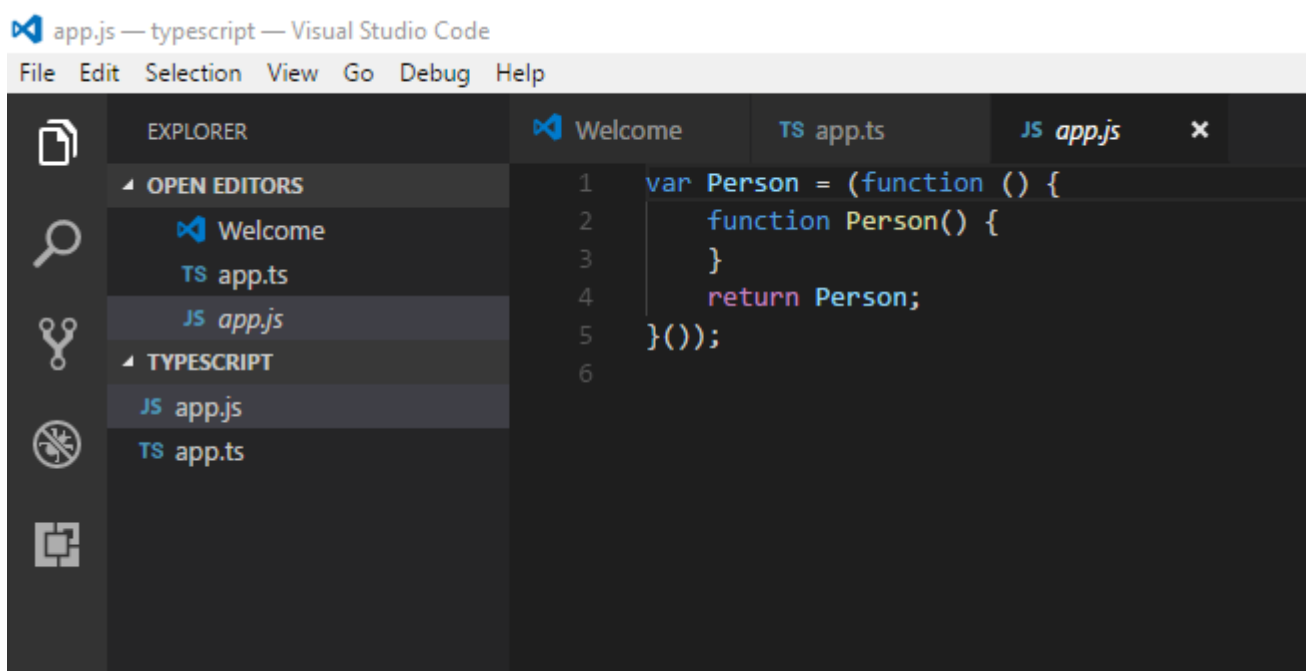 app.js — typescript — Visual Studio Code
File Edit Selection View Go Debug Help
EXPLORER
OPEN EDITORS
Welcome
TS app.ts
JS app.js
TYPESCRIPT
JS app.js
TS app.ts
Welcome TS app.ts JS app.js ×
1 var Person = (function () {
2     function Person() {
3     }
4     return Person;
5 }());
6